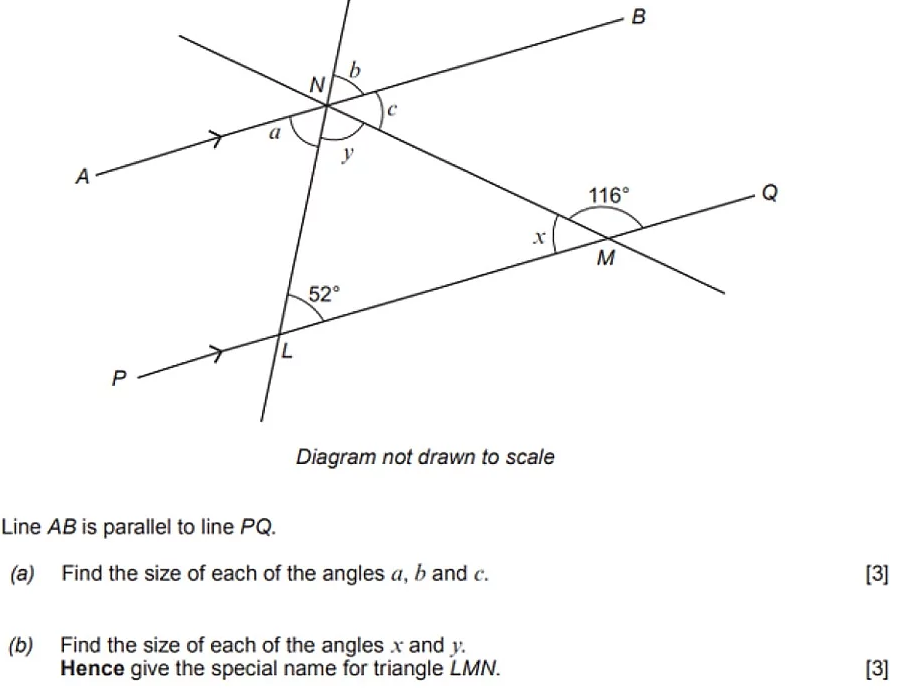 B
b
N
c
a
y
A
116°
Q
x
M
52°
L
P
Diagram not drawn to scale
Line AB is parallel to line PQ.
(a) Find the size of each of the angles a, b and c. [3]
(b) Find the size of each of the angles x and y.
Hence give the special name for triangle LMN. [3]